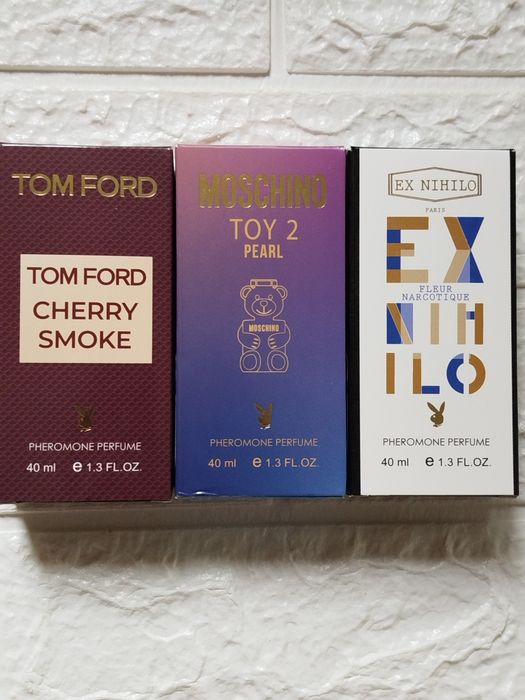 TOM FORD
TOM FORD
CHERRY
SMOKE
PHEROMONE PERFUME
40 ml e 1.3 FL.OZ.
MOSCHINO
TOY 2
PEARL
MOSCHINO
PHEROMONE PERFUME
40 ml e 1.3 FL.OZ.
EX NIHILO
PARIS
EX
FLEUR
NARCOTIQUE
NIH
ILO
PHEROMONE PERFUME
40 ml e 1.3 FL.OZ.